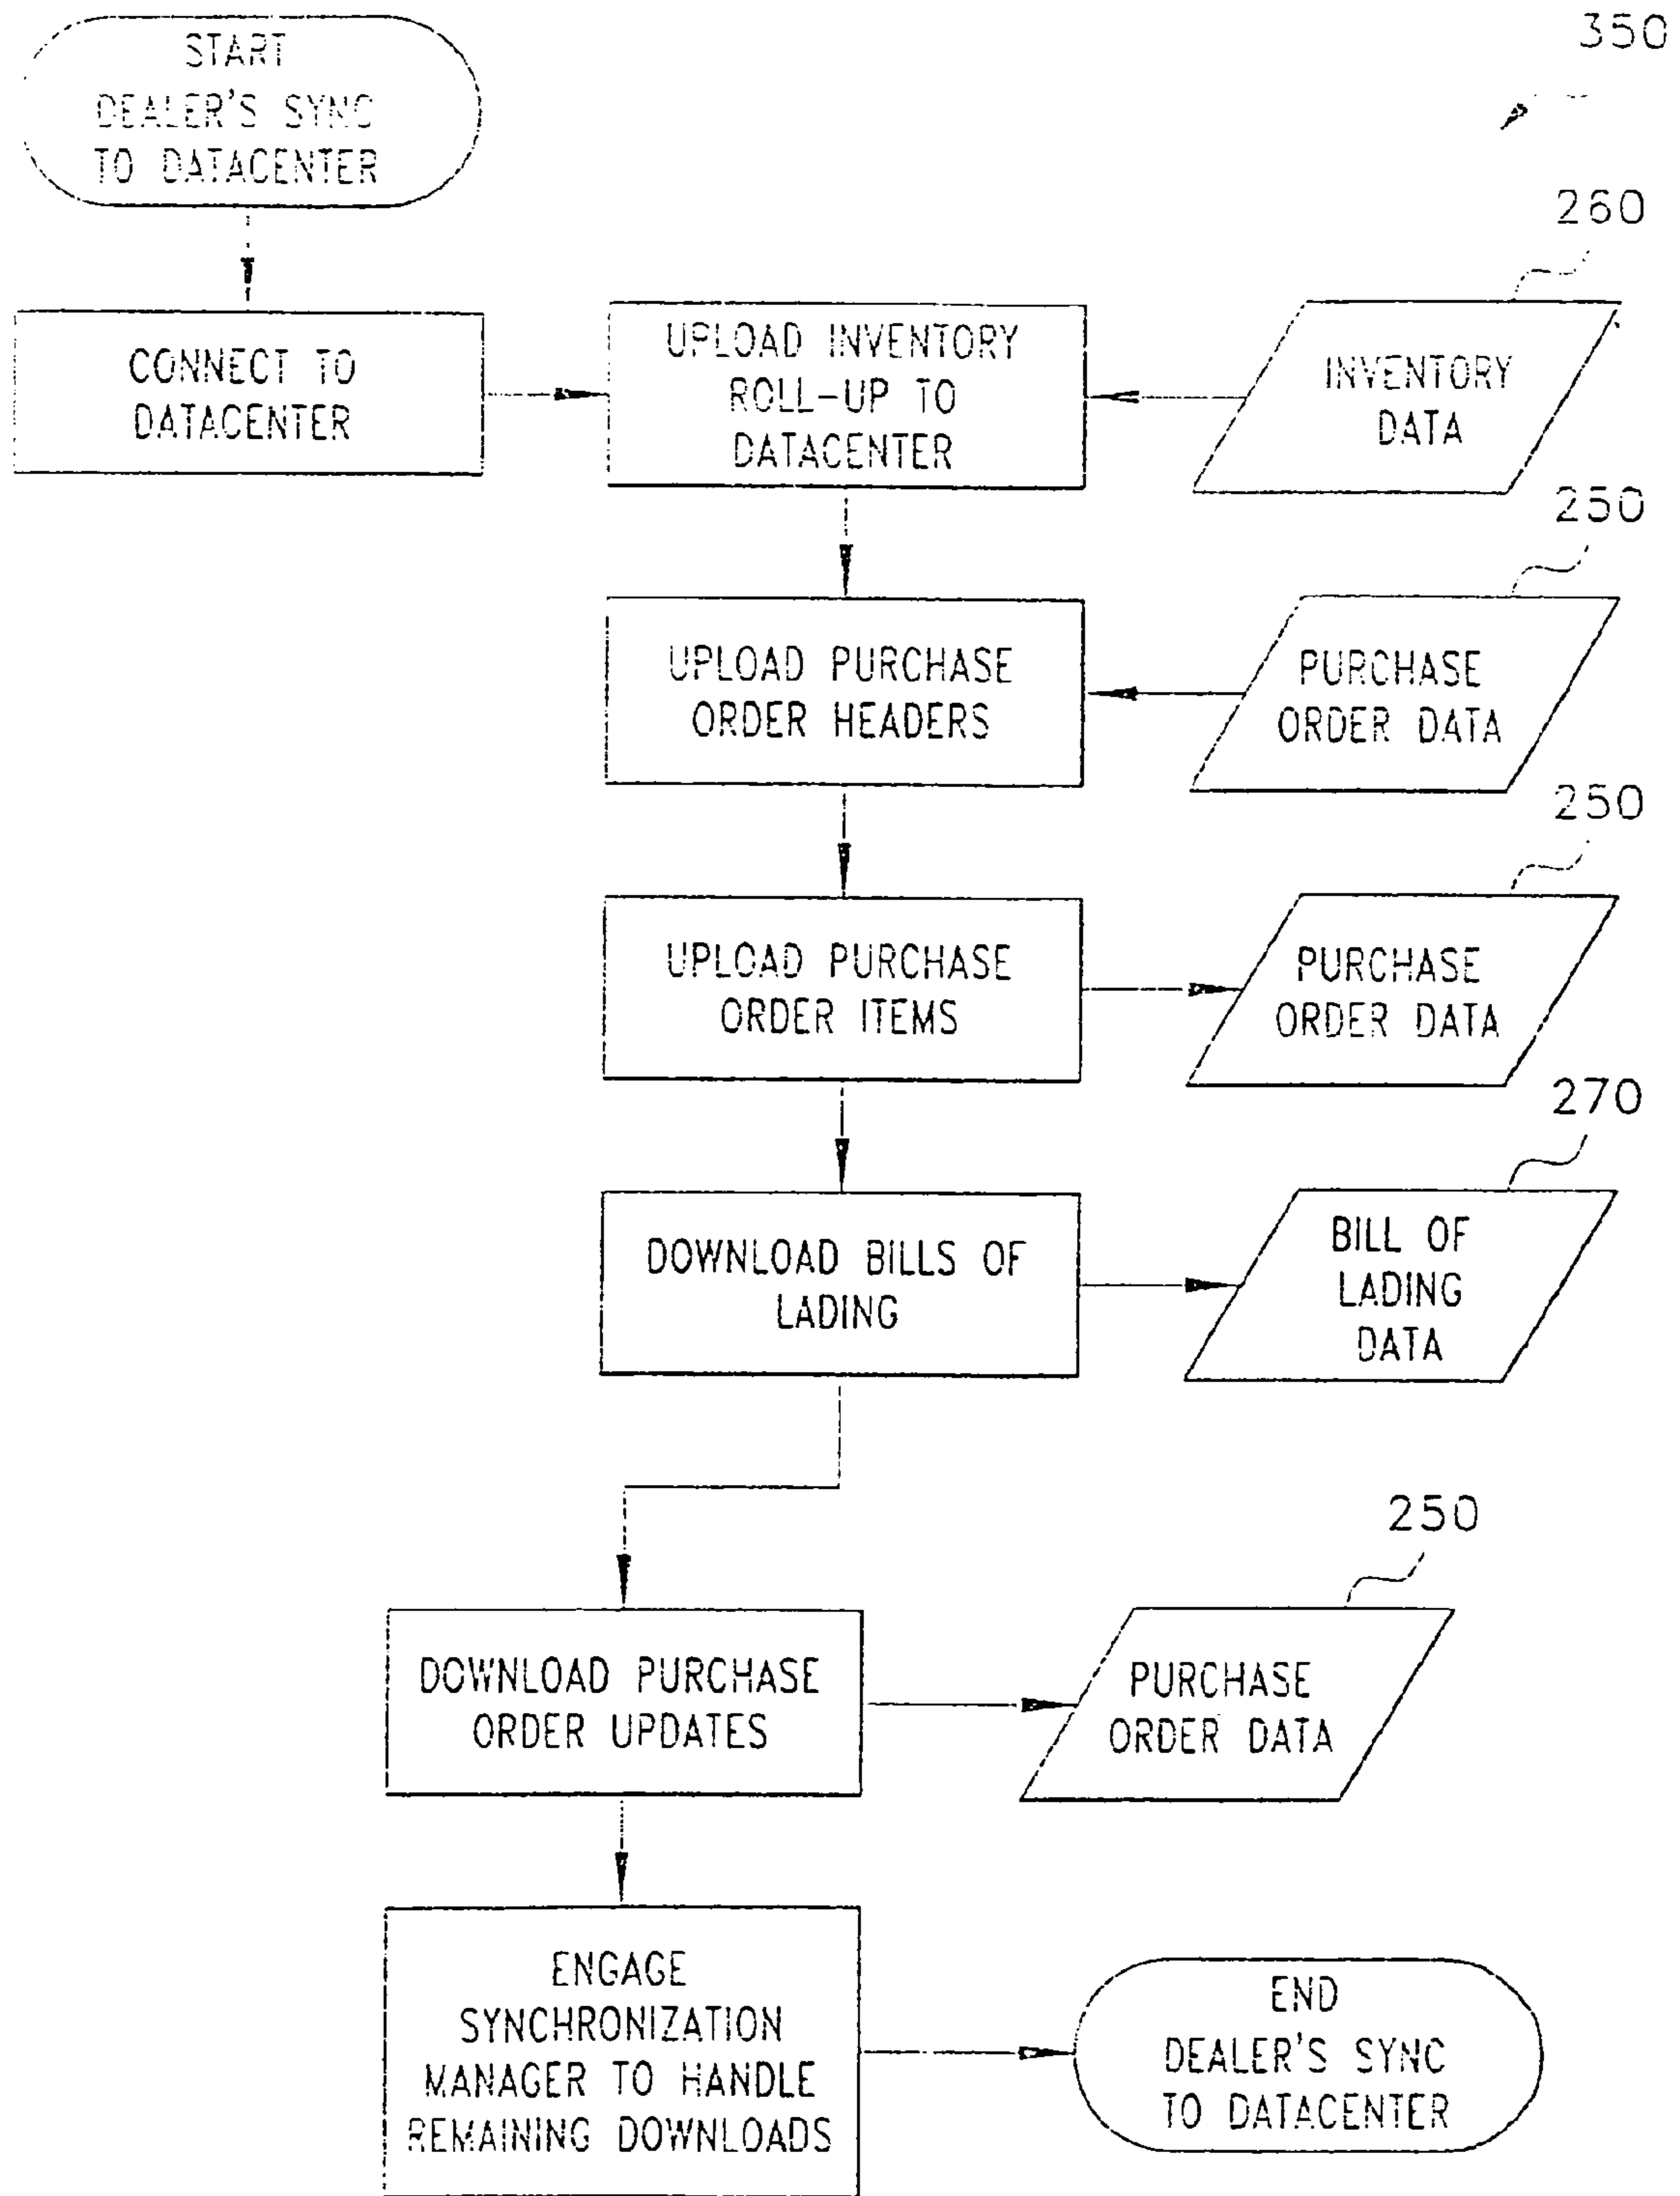 350
START
DEALER'S SYNC
TO DATACENTER
260
CONNECT TO
DATACENTER
UPLOAD INVENTORY
ROLL-UP TO
DATACENTER
INVENTORY
DATA
250
UPLOAD PURCHASE
ORDER HEADERS
PURCHASE
ORDER DATA
250
UPLOAD PURCHASE
ORDER ITEMS
PURCHASE
ORDER DATA
270
DOWNLOAD BILLS OF
LADING
BILL OF
LADING
DATA
250
DOWNLOAD PURCHASE
ORDER UPDATES
PURCHASE
ORDER DATA
ENGAGE
SYNCHRONIZATION
MANAGER TO HANDLE
REMAINING DOWNLOADS
END
DEALER'S SYNC
TO DATACENTER